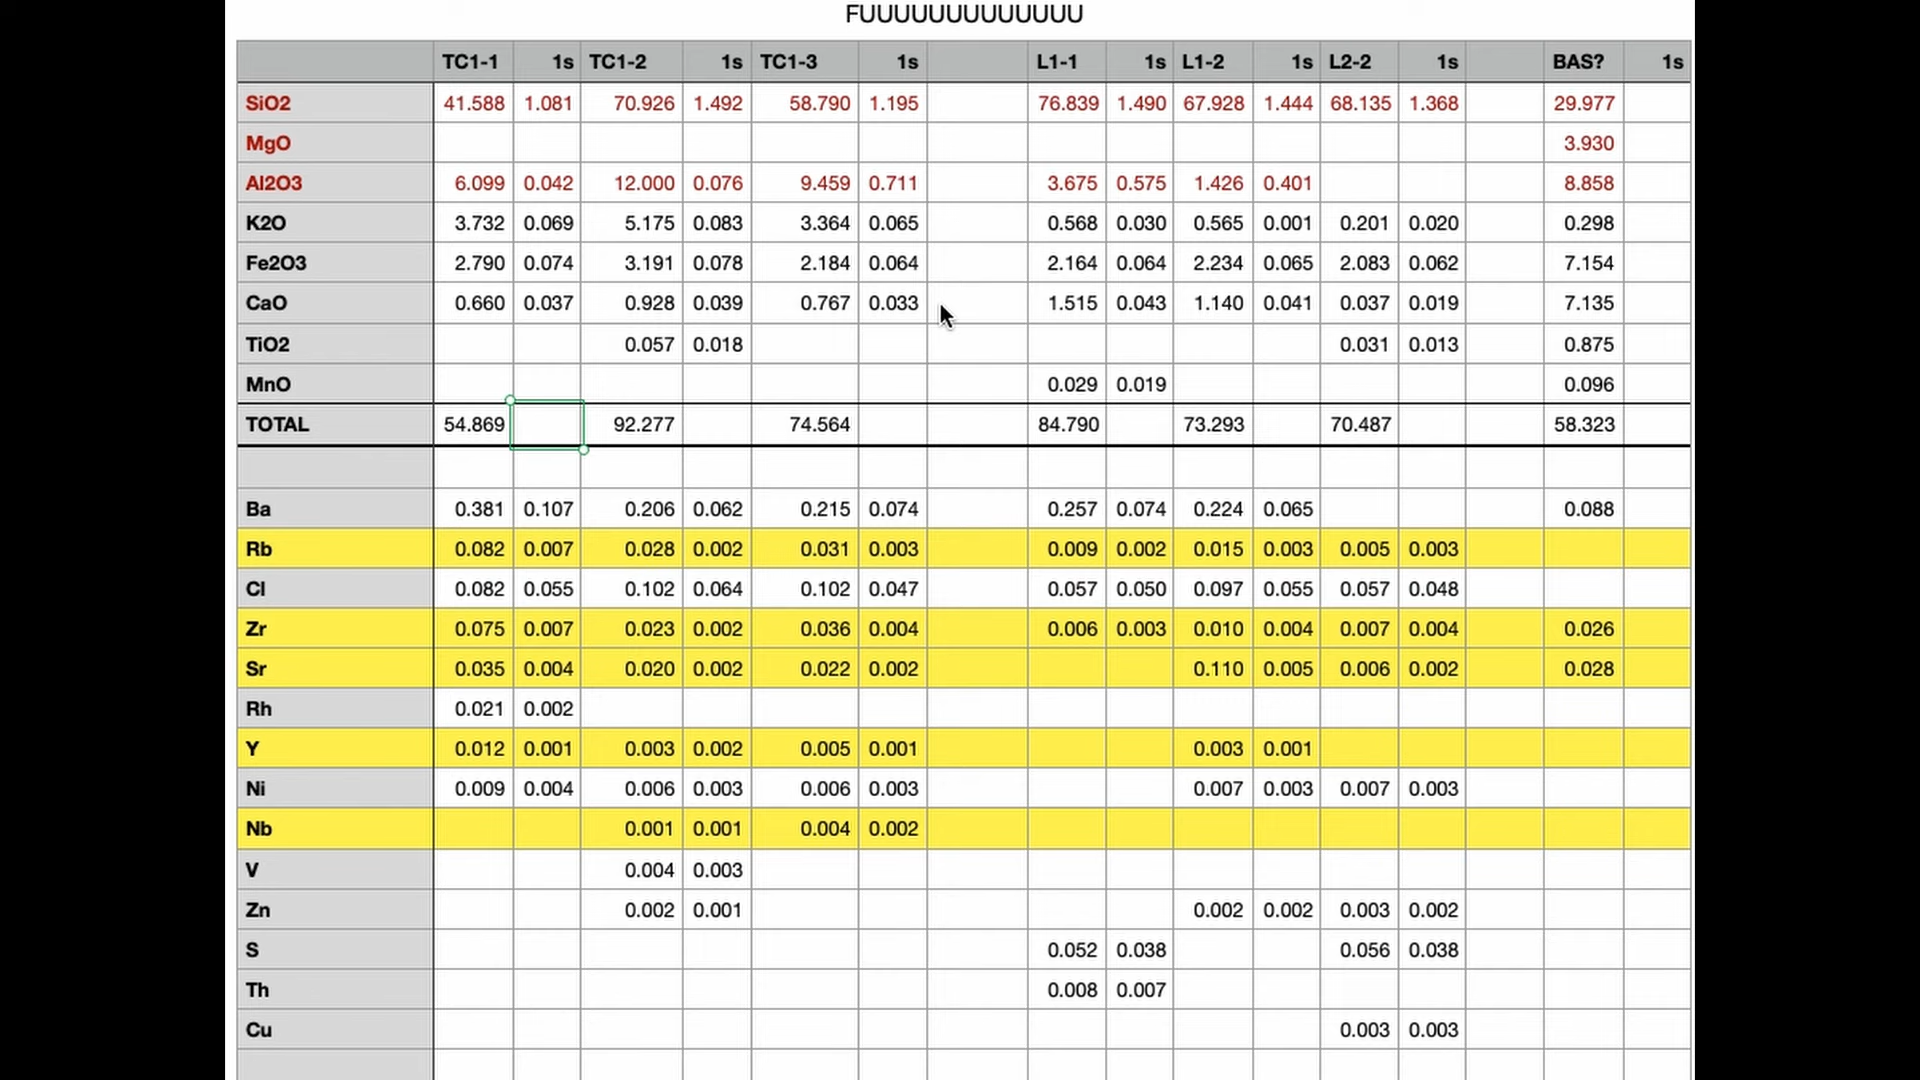 FUUUUUUUUUUUUU
TC1-1 1s TC1-2 1s TC1-3 1s L1-1 1s L1-2 1s L2-2 1s BAS? 1s
SiO2 41.588 1.081 70.926 1.492 58.790 1.195 76.839 1.490 67.928 1.444 68.135 1.368 29.977
MgO 3.930
Al2O3 6.099 0.042 12.000 0.076 9.459 0.711 3.675 0.575 1.426 0.401 8.858
K2O 3.732 0.069 5.175 0.083 3.364 0.065 0.568 0.030 0.565 0.001 0.201 0.020 0.298
Fe2O3 2.790 0.074 3.191 0.078 2.184 0.064 2.164 0.064 2.234 0.065 2.083 0.062 7.154
CaO 0.660 0.037 0.928 0.039 0.767 0.033 1.515 0.043 1.140 0.041 0.037 0.019 7.135
TiO2 0.057 0.018 0.031 0.013 0.875
MnO 0.029 0.019 0.096
TOTAL 54.869 92.277 74.564 84.790 73.293 70.487 58.323
Ba 0.381 0.107 0.206 0.062 0.215 0.074 0.257 0.074 0.224 0.065 0.088
Rb 0.082 0.007 0.028 0.002 0.031 0.003 0.009 0.002 0.015 0.003 0.005 0.003
Cl 0.082 0.055 0.102 0.064 0.102 0.047 0.057 0.050 0.097 0.055 0.057 0.048
Zr 0.075 0.007 0.023 0.002 0.036 0.004 0.006 0.003 0.010 0.004 0.007 0.004 0.026
Sr 0.035 0.004 0.020 0.002 0.022 0.002 0.110 0.005 0.006 0.002 0.028
Rh 0.021 0.002
Y 0.012 0.001 0.003 0.002 0.005 0.001 0.003 0.001
Ni 0.009 0.004 0.006 0.003 0.006 0.003 0.007 0.003 0.007 0.003
Nb 0.001 0.001 0.004 0.002
V 0.004 0.003
Zn 0.002 0.001 0.002 0.002 0.003 0.002
S 0.052 0.038 0.056 0.038
Th 0.008 0.007
Cu 0.003 0.003